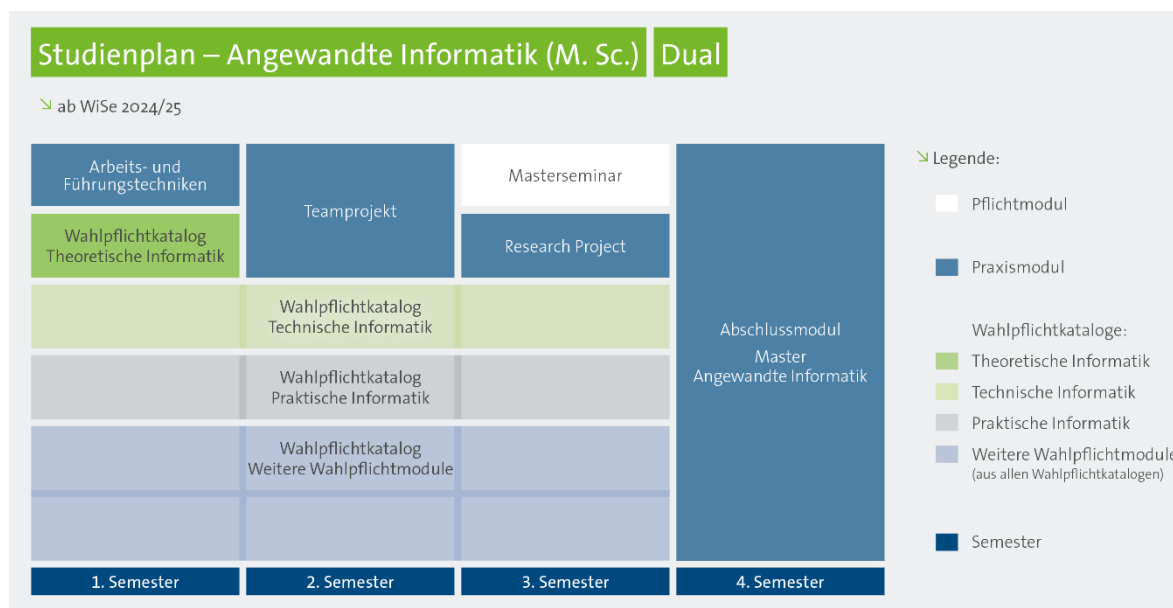 Studienplan – Angewandte Informatik (M. Sc.) Dual
ab WiSe 2024/25
Arbeits- und
Führungstechniken
Wahlpflichtkatalog
Theoretische Informatik
Teamprojekt
Masterseminar
Research Project
Wahlpflichtkatalog
Technische Informatik
Wahlpflichtkatalog
Praktische Informatik
Wahlpflichtkatalog
Weitere Wahlpflichtmodule
Abschlussmodul
Master
Angewandte Informatik
1. Semester
2. Semester
3. Semester
4. Semester
Legende:
Pflichtmodul
Praxismodul
Wahlpflichtkataloge:
Theoretische Informatik
Technische Informatik
Praktische Informatik
Weitere Wahlpflichtmodule
(aus allen Wahlpflichtkatalogen)
Semester